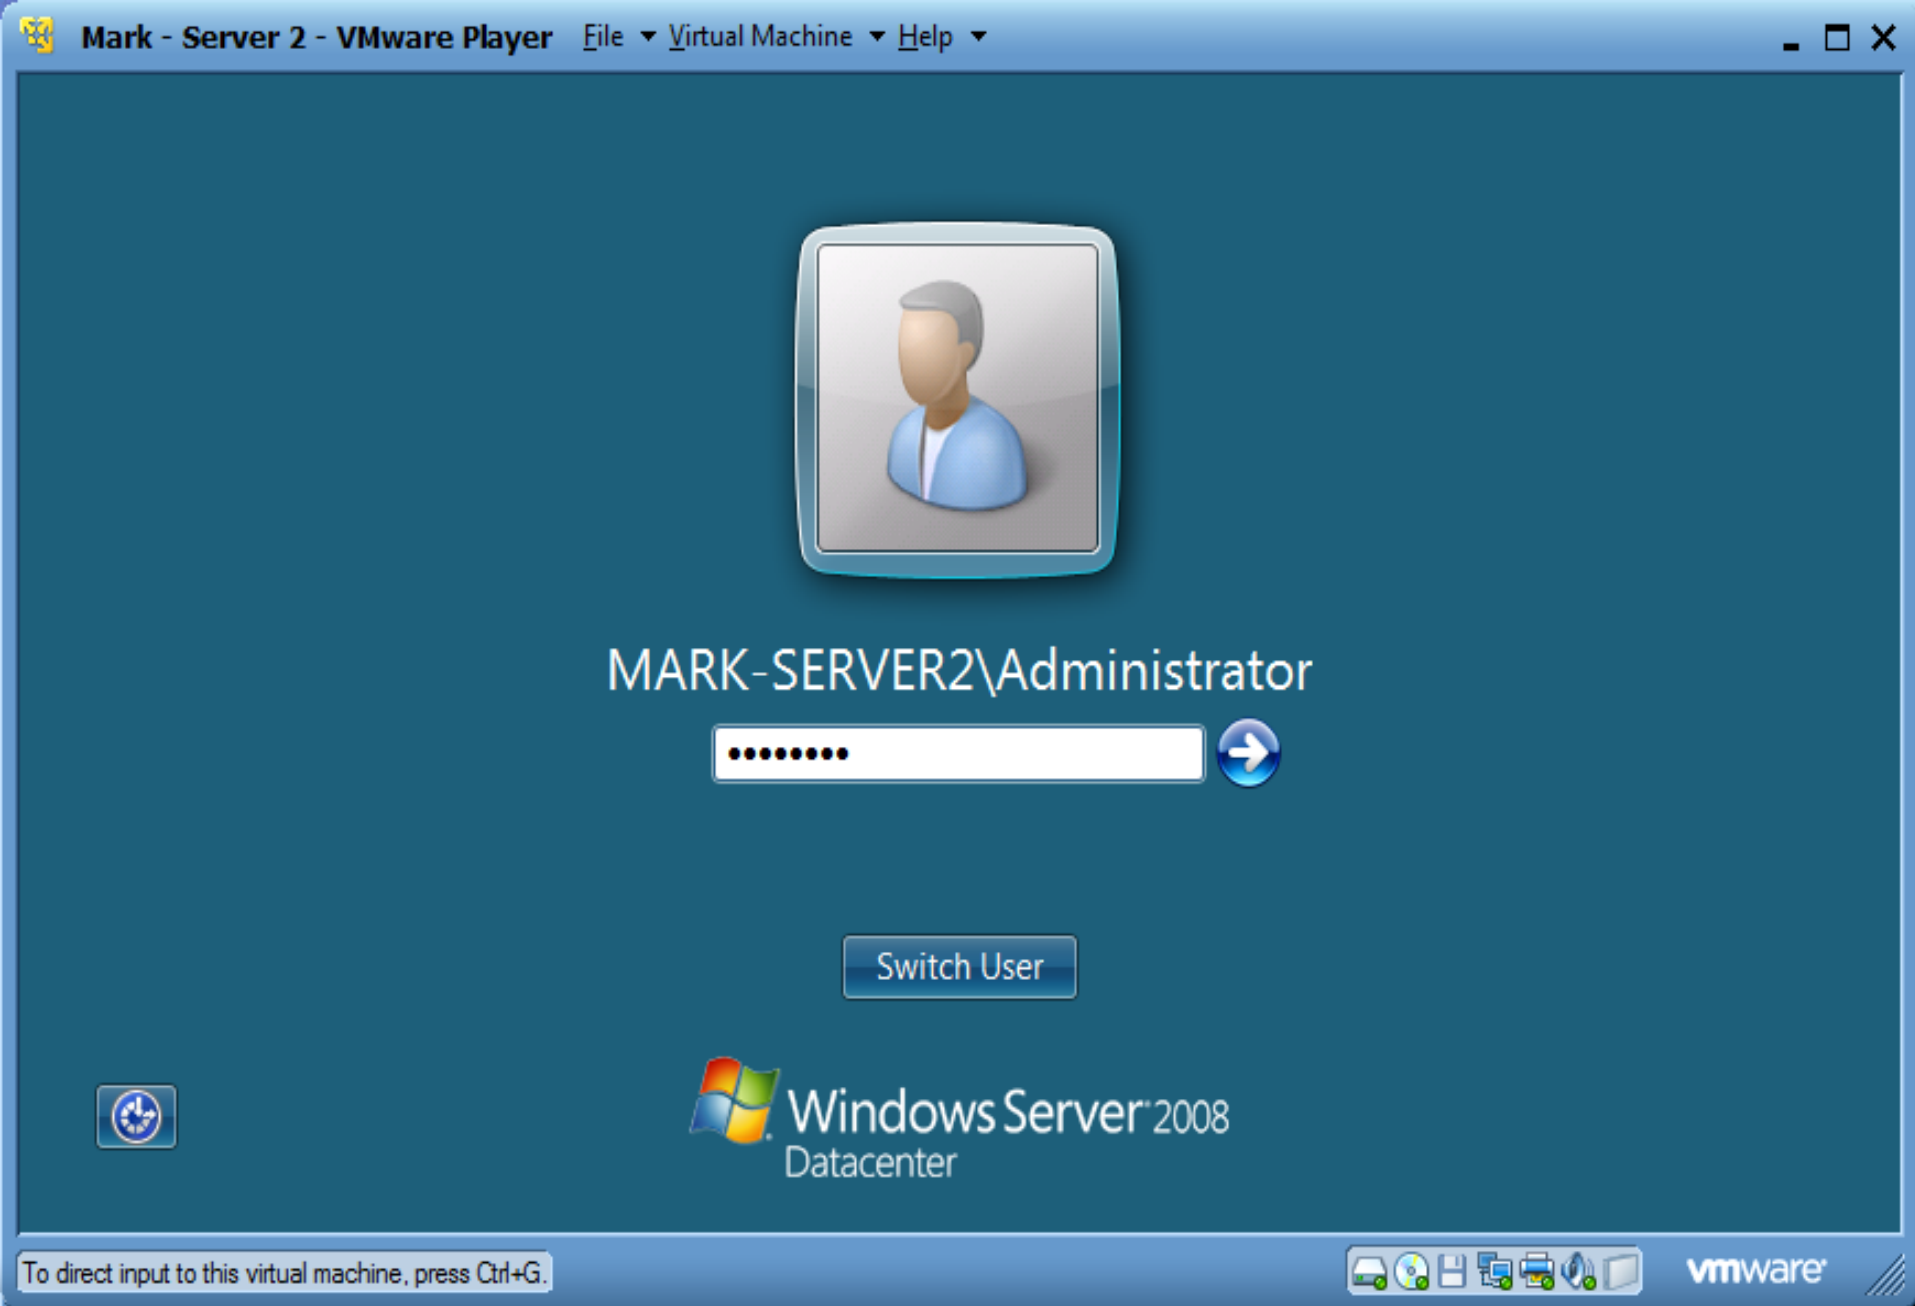 Mark - Server 2 - VMware Player File Virtual Machine Help
MARK-SERVER2\Administrator
••••••••
Switch User
Windows Server 2008
Datacenter
To direct input to this virtual machine, press Ctrl+G.
vmware